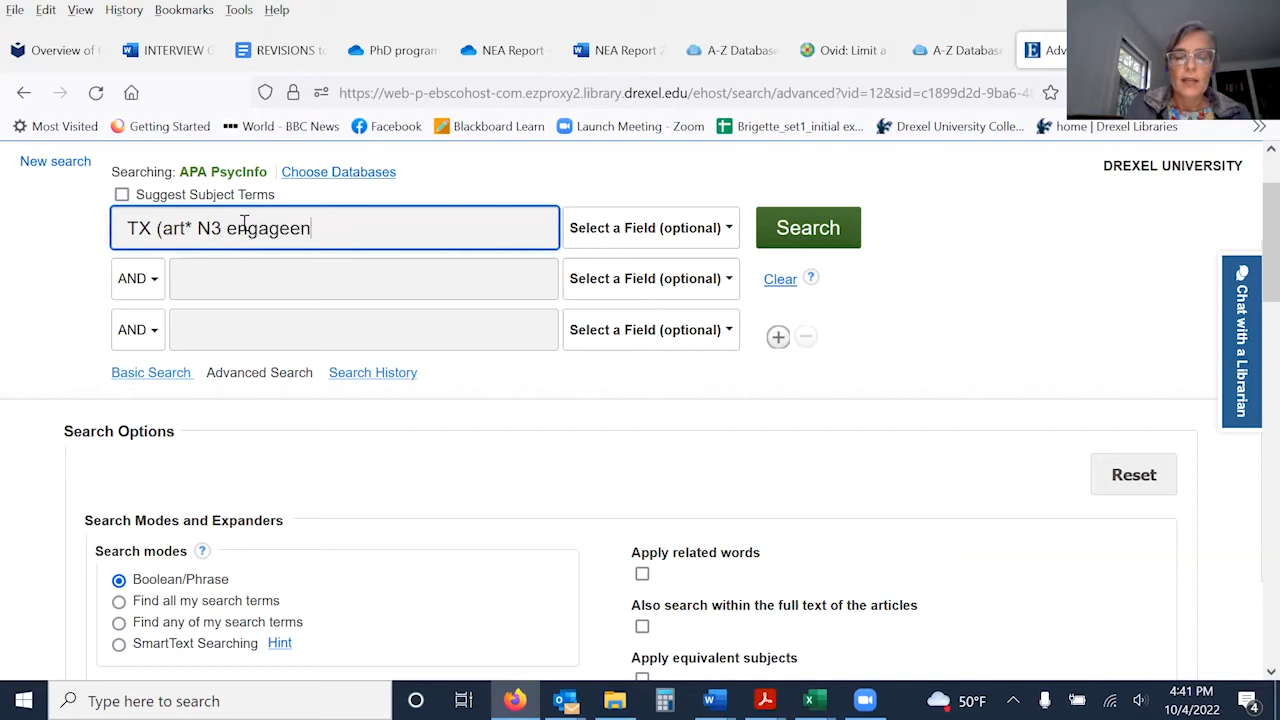 File Edit View History Bookmarks Tools Help
Overview of INTERVIEW REVISIONS to PhD program NEA Report NEA Report 2 A-Z Database Ovid: Limit a A-Z Database Adv
https://web-p-ebscohost-com.ezproxy2.library.drexel.edu/ehost/search/advanced?vid=12&sid=c1899d2d-9ba6-48
Most Visited Getting Started World - BBC News Facebook Blackboard Learn Launch Meeting - Zoom Brigette_set1_initial ex... Drexel University Colle... home | Drexel Libraries
New search
Searching: APA PsycInfo Choose Databases
DREXEL UNIVERSITY
Suggest Subject Terms
TX (art* N3 engageen Select a Field (optional) Search
AND Select a Field (optional) Clear ?
AND Select a Field (optional)
Basic Search Advanced Search Search History
Chat with a Librarian
Search Options
Reset
Search Modes and Expanders
Search modes ?
Boolean/Phrase
Find all my search terms
Find any of my search terms
SmartText Searching Hint
Apply related words
Also search within the full text of the articles
Apply equivalent subjects
Type here to search
50°F
4:41 PM
10/4/2022
4